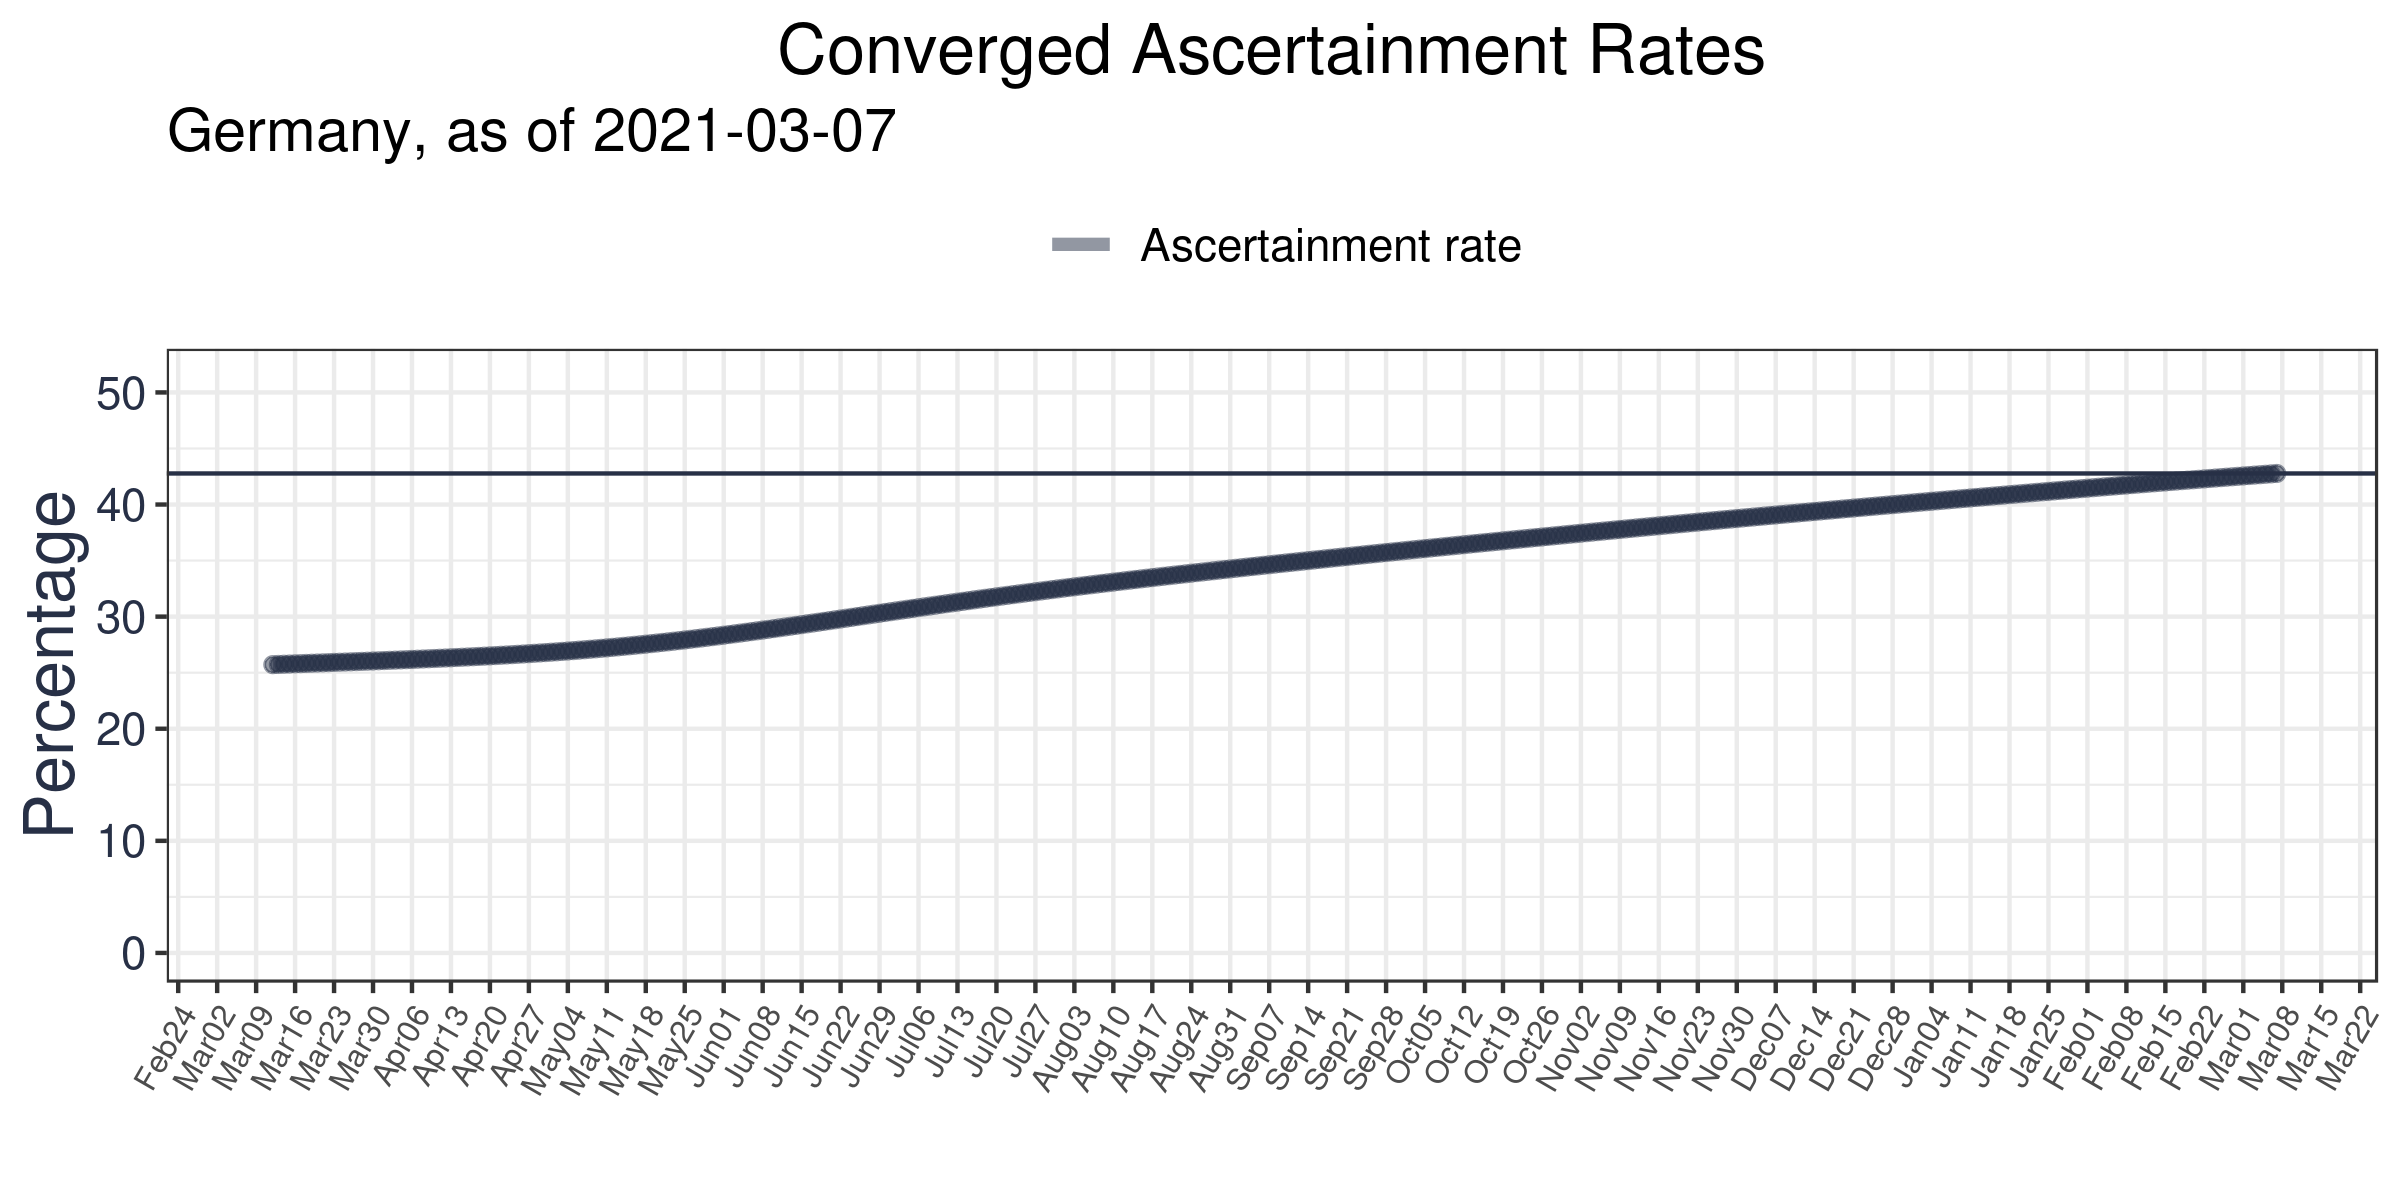 Converged Ascertainment Rates
Germany, as of 2021-03-07
Ascertainment rate
Percentage
50
40
30
20
10
0
Feb24
Mar02
Mar09
Mar16
Mar23
Mar30
Apr06
Apr13
Apr20
Apr27
May04
May11
May18
May25
Jun01
Jun08
Jun15
Jun22
Jun29
Jul06
Jul13
Jul20
Jul27
Aug03
Aug10
Aug17
Aug24
Aug31
Sep07
Sep14
Sep21
Sep28
Oct05
Oct12
Oct19
Oct26
Nov02
Nov09
Nov16
Nov23
Nov30
Dec07
Dec14
Dec21
Dec28
Jan04
Jan11
Jan18
Jan25
Feb01
Feb08
Feb15
Feb22
Mar01
Mar08
Mar15
Mar22